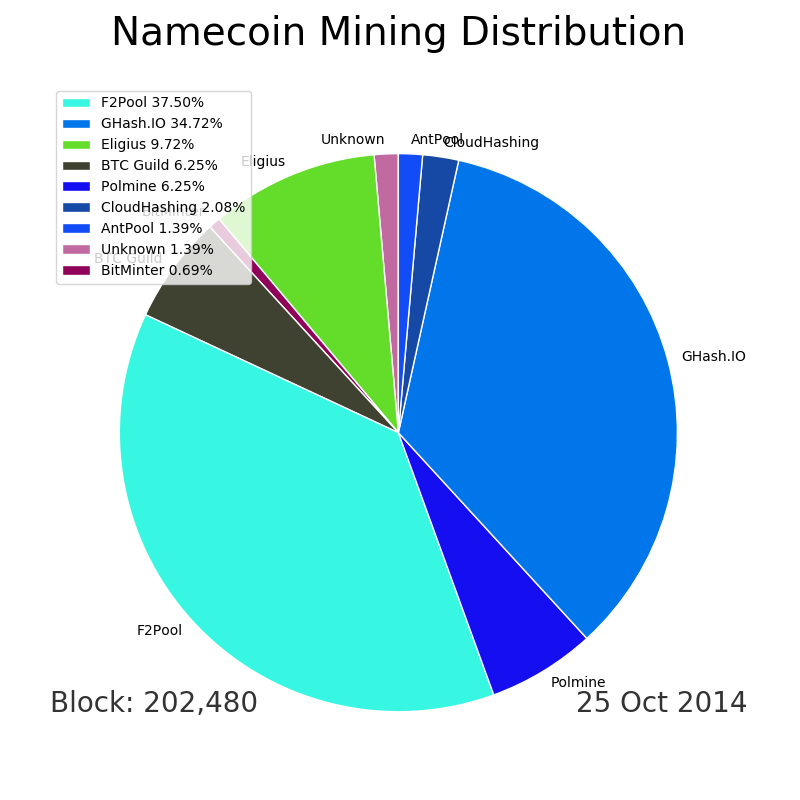 Namecoin Mining Distribution
F2Pool 37.50%
GHash.IO 34.72%
Eligius 9.72%
BTC Guild 6.25%
Polmine 6.25%
CloudHashing 2.08%
AntPool 1.39%
Unknown 1.39%
BitMinter 0.69%
Unknown
AntPool
CloudHashing
Eligius
BitMinter
BTC Guild
GHash.IO
F2Pool
Polmine
Block: 202,480
25 Oct 2014